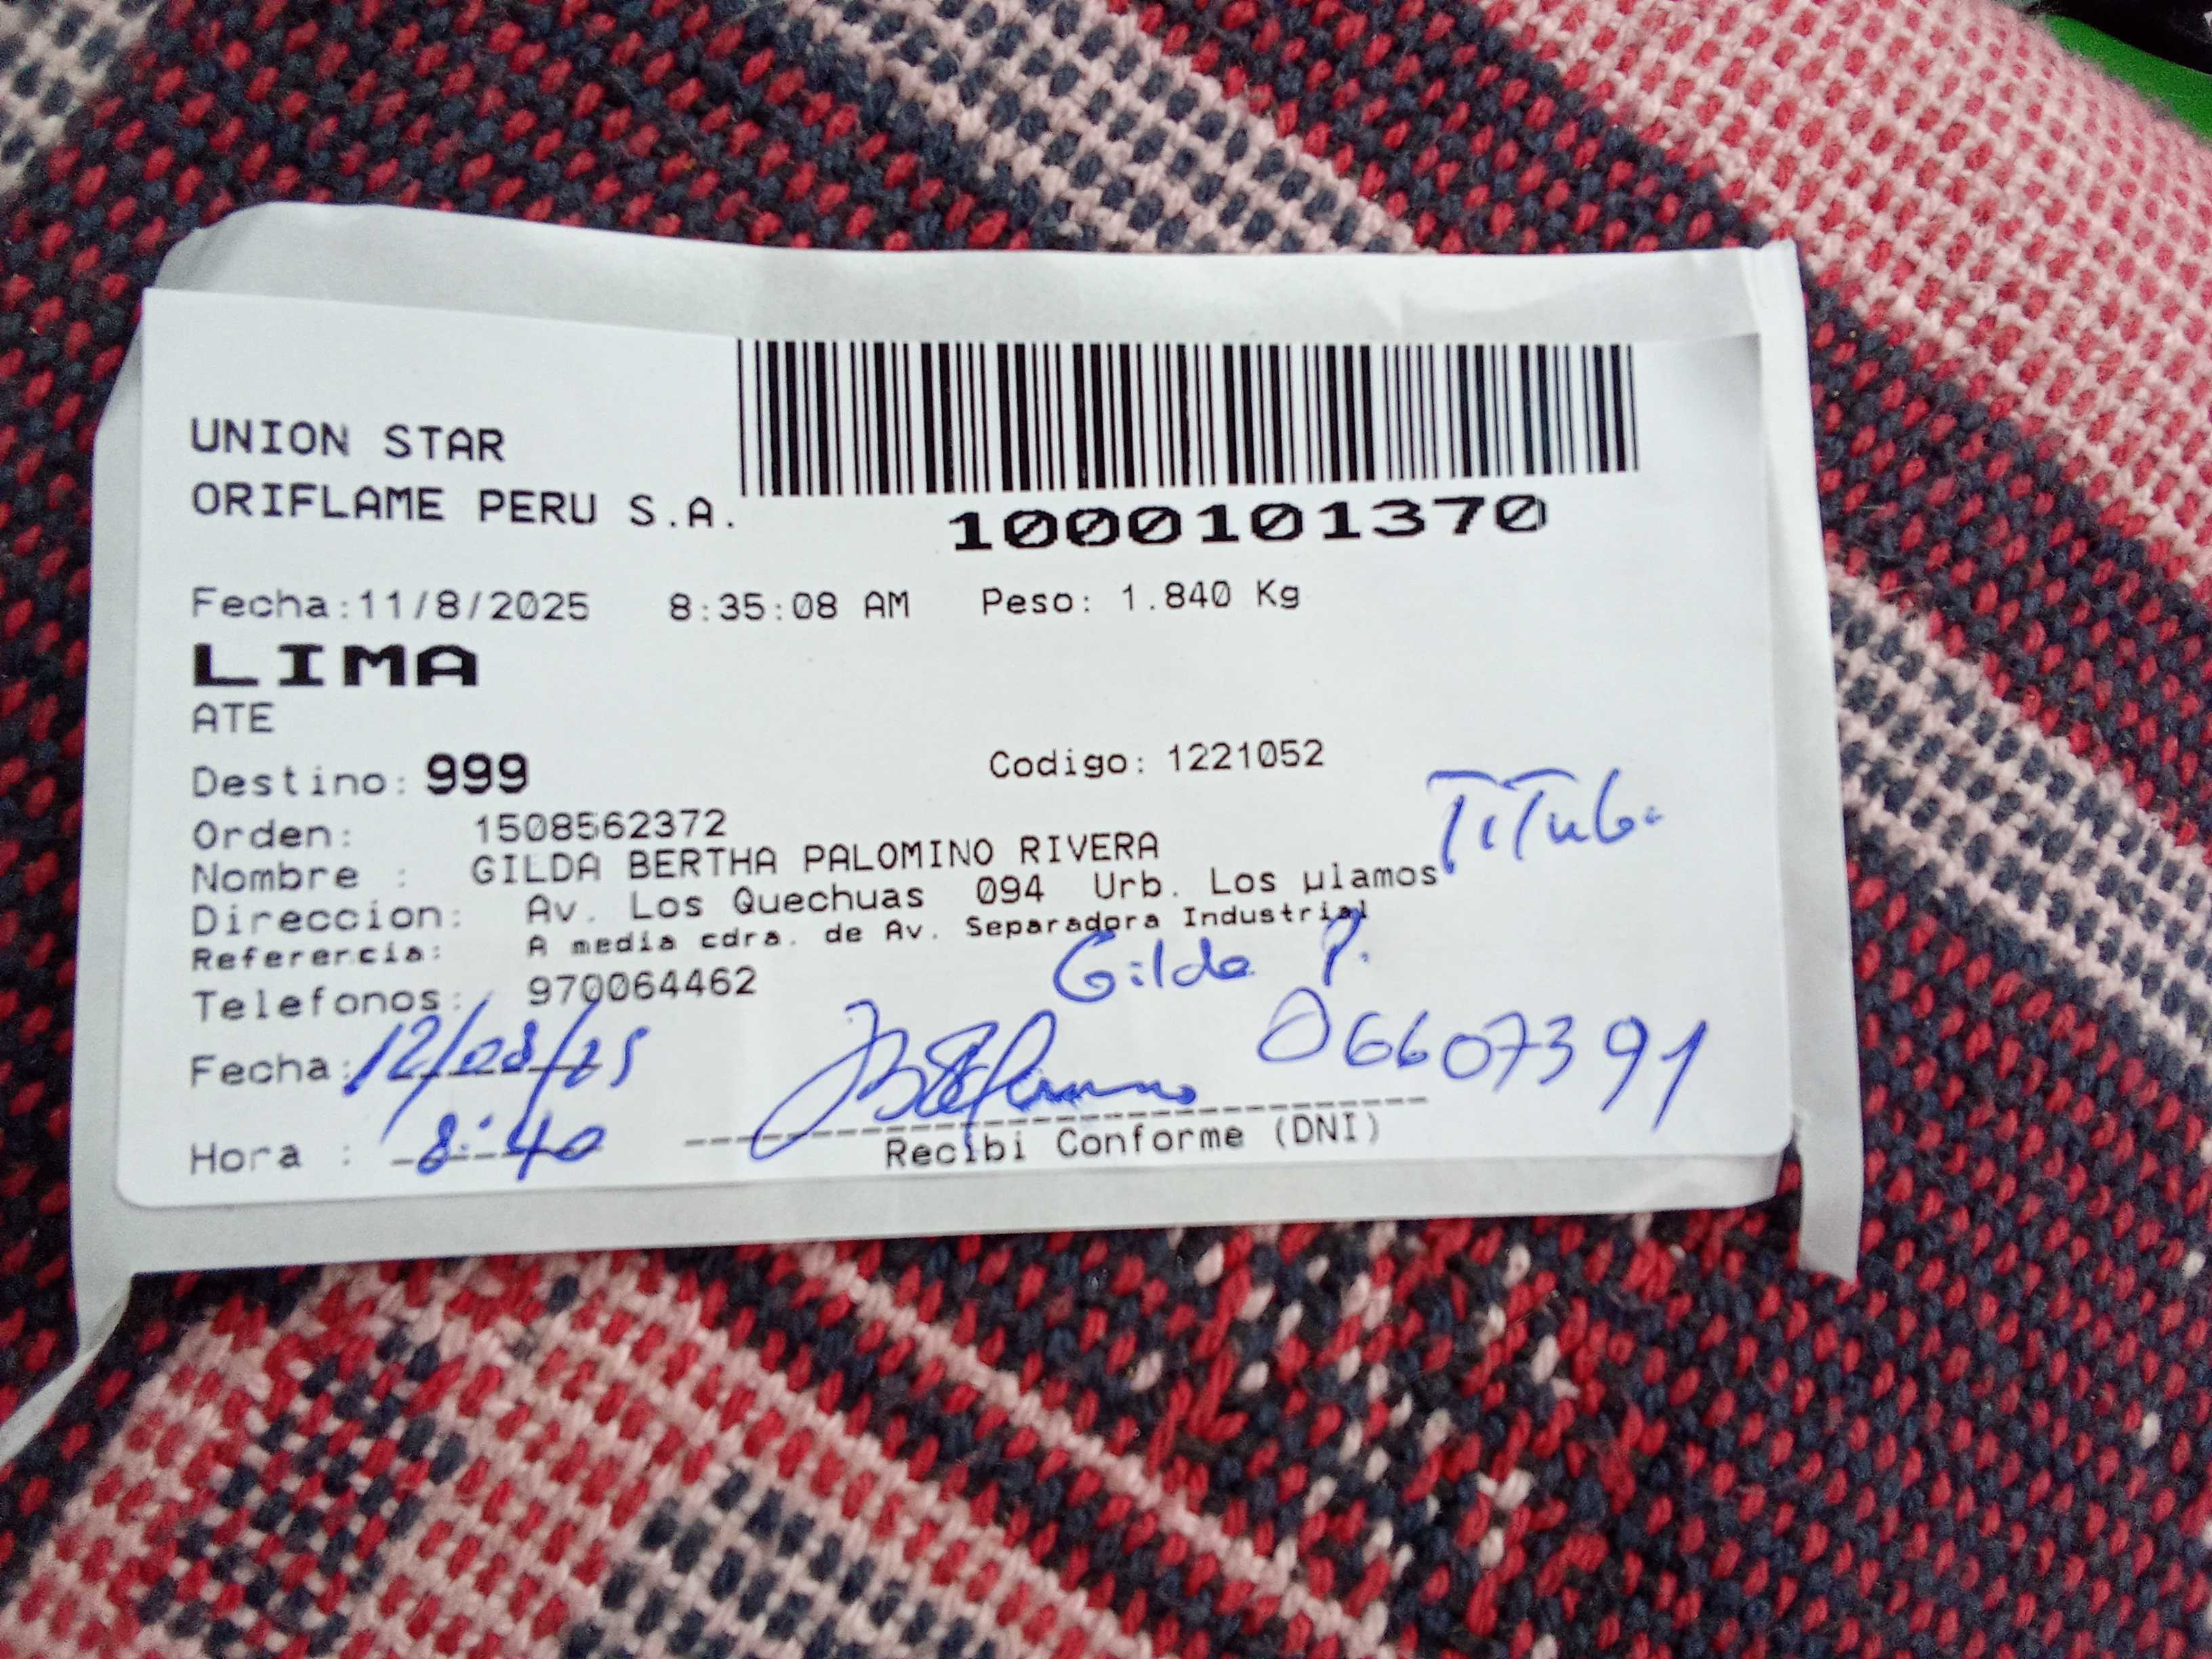 UNION STAR
ORIFLAME PERU S.A.
1000101370
Fecha:11/8/2025 8:35:08 AM Peso: 1.840 Kg
LIMA
ATE
Destino: 999 Codigo: 1221052
Orden: 1508562372
Nombre : GILDA BERTHA PALOMINO RIVERA
Direccion: Av. Los Quechuas 094 Urb. Los µlamos
Referencia: A media cdra. de Av. Separadora Industrial
Telefonos: 970064462
Gilda P.
Fecha: 12/08/25 06607391
Hora : 8:40
Recibi Conforme (DNI)